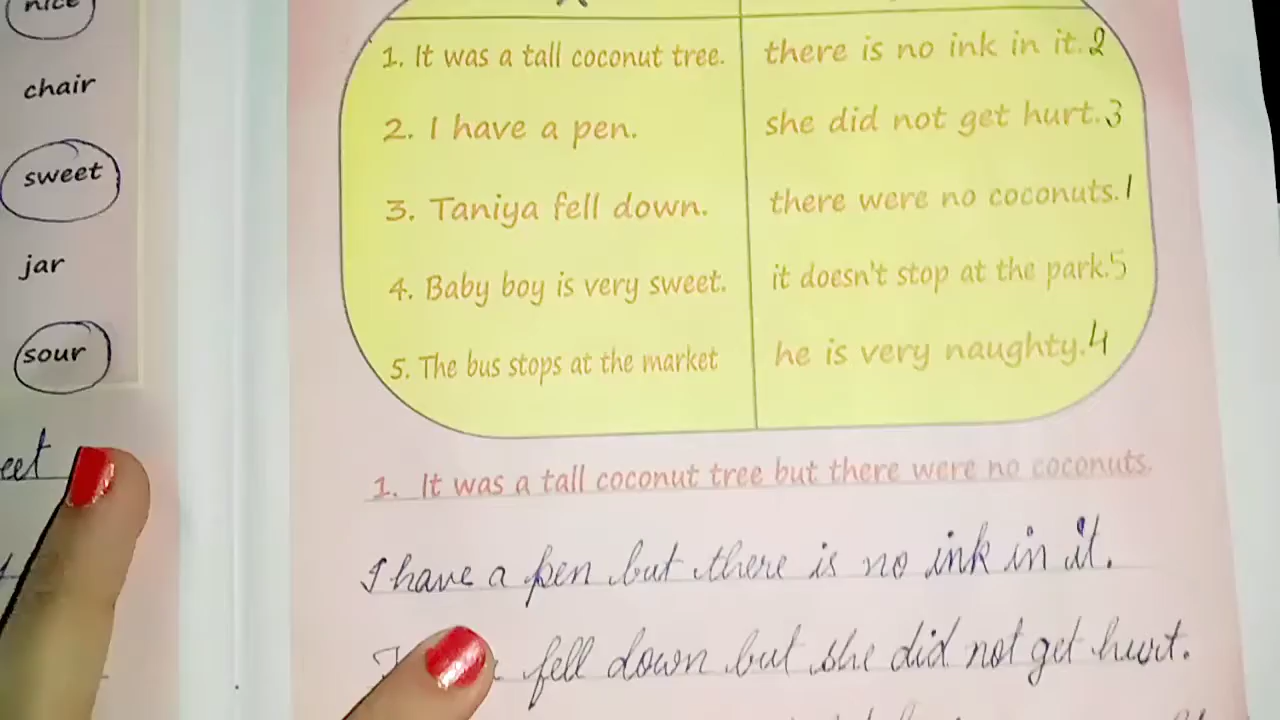 nice
chair
sweet
jar
sour
eet
1. It was a tall coconut tree.
there is no ink in it. 2
2. I have a pen.
she did not get hurt. 3
3. Taniya fell down.
there were no coconuts. 1
4. Baby boy is very sweet.
it doesn't stop at the park. 5
5. The bus stops at the market
he is very naughty. 4
1. It was a tall coconut tree but there were no coconuts.
I have a pen but there is no ink in it.
fell down but she did not get hurt.